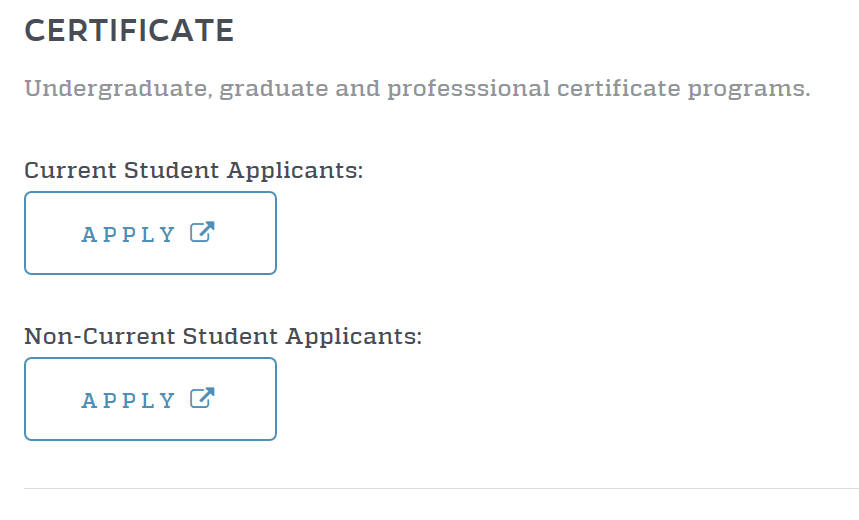 CERTIFICATE
Undergraduate, graduate and professsional certificate programs.
Current Student Applicants:
APPLY
Non-Current Student Applicants:
APPLY